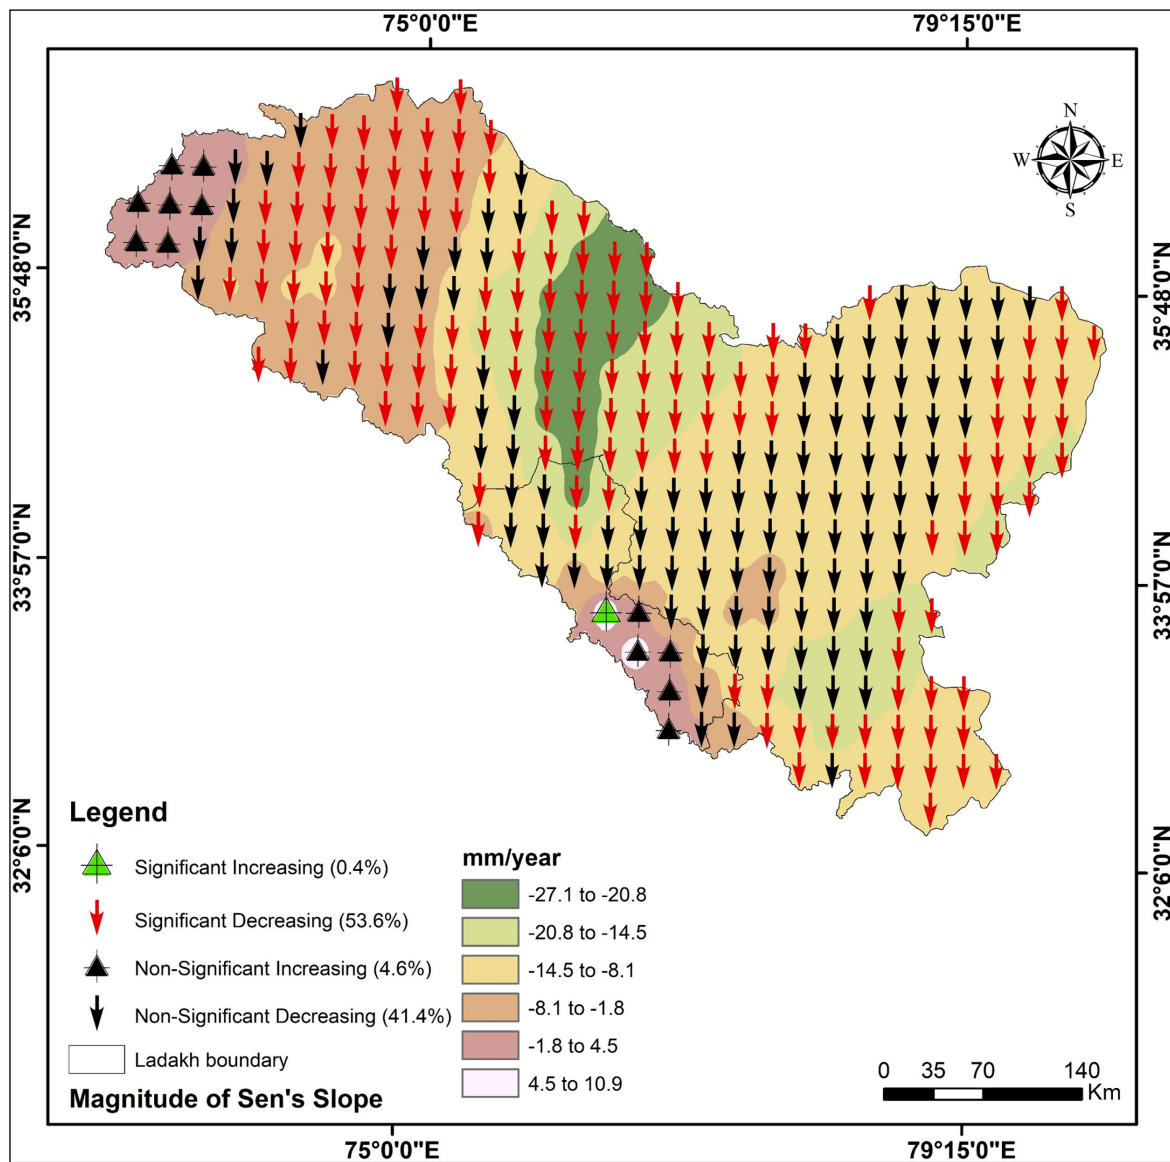 75°0'0"E 79°15'0"E
N
W E
S
35°48'0"N
35°48'0"N
33°57'0"N
33°57'0"N
32°6'0"N
32°6'0"N
Legend
Significant Increasing (0.4%)
Significant Decreasing (53.6%)
Non-Significant Increasing (4.6%)
Non-Significant Decreasing (41.4%)
Ladakh boundary
Magnitude of Sen's Slope
mm/year
-27.1 to -20.8
-20.8 to -14.5
-14.5 to -8.1
-8.1 to -1.8
-1.8 to 4.5
4.5 to 10.9
0 35 70 140
Km
75°0'0"E 79°15'0"E